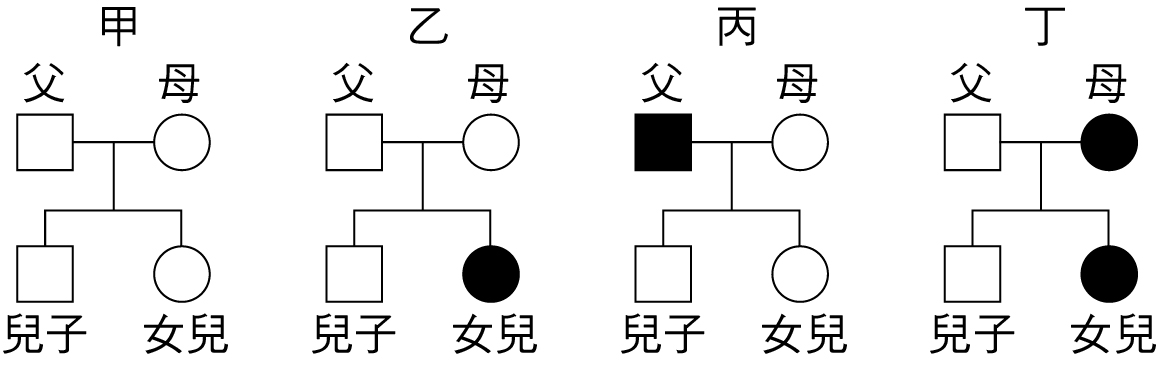 甲 乙 丙 丁
父 母 父 母 父 母 父 母
兒子 女兒 兒子 女兒 兒子 女兒 兒子 女兒